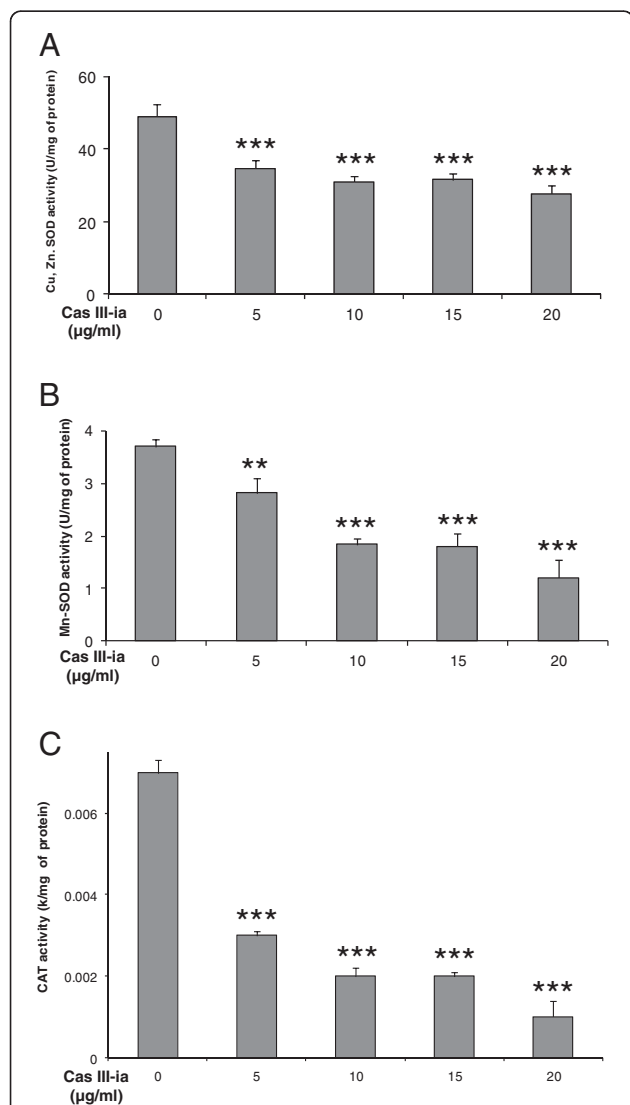 A
Cu, Zn. SOD activity (U/mg of protein)
60
40
20
0
***
***
***
***
Cas III-ia
(µg/ml)
0 5 10 15 20
B
Mn-SOD activity (U/mg of protein)
4
3
2
1
0
**
***
***
***
Cas III-ia
(µg/ml)
0 5 10 15 20
C
CAT activity (k/mg of protein)
0.006
0.004
0.002
0
***
***
***
***
Cas III-ia
(µg/ml)
0 5 10 15 20